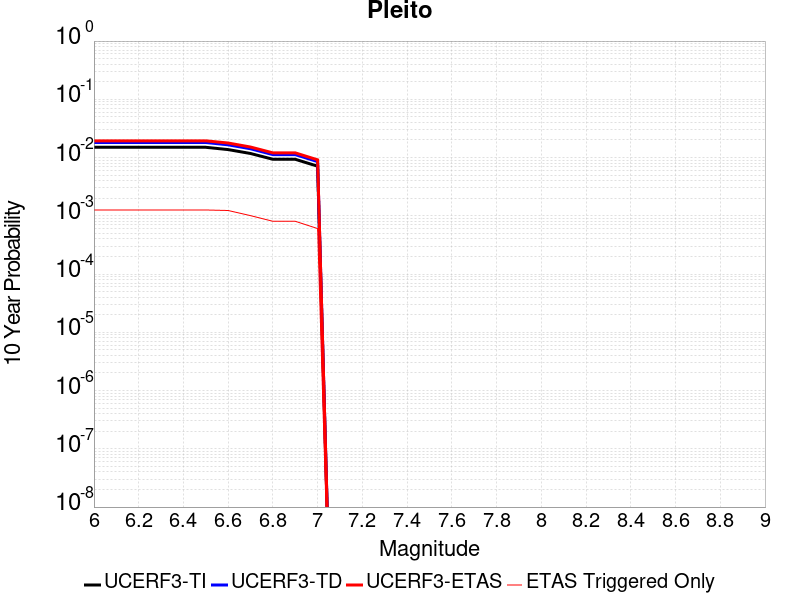 Pleito
10 Year Probability
10^0
10^-1
10^-2
10^-3
10^-4
10^-5
10^-6
10^-7
10^-8
6 6.2 6.4 6.6 6.8 7 7.2 7.4 7.6 7.8 8 8.2 8.4 8.6 8.8 9
Magnitude
UCERF3-TI UCERF3-TD UCERF3-ETAS ETAS Triggered Only